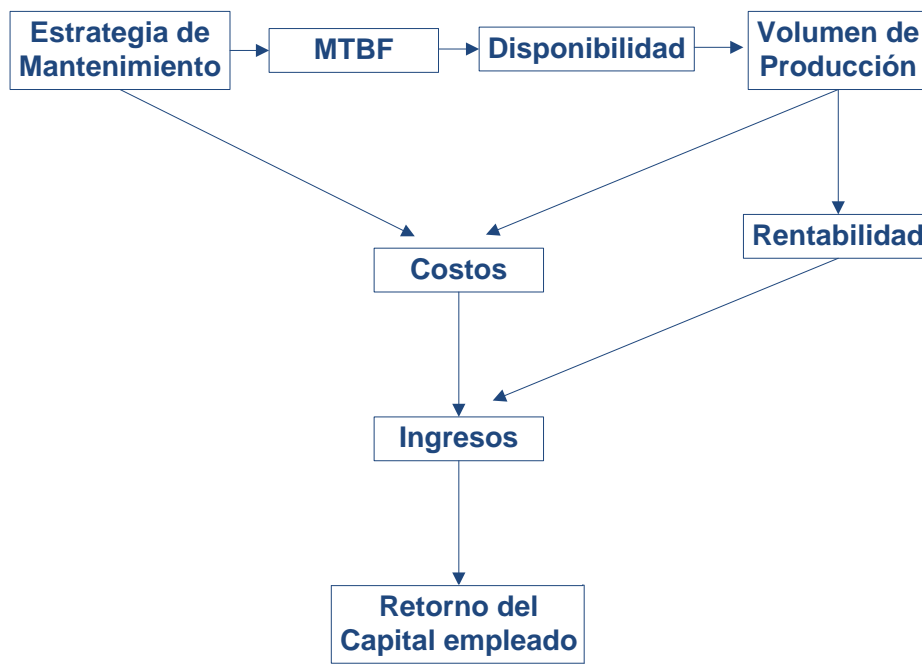 Estrategia de
Mantenimiento
MTBF
Disponibilidad
Volumen de
Producción
Rentabilidad
Costos
Ingresos
Retorno del
Capital empleado